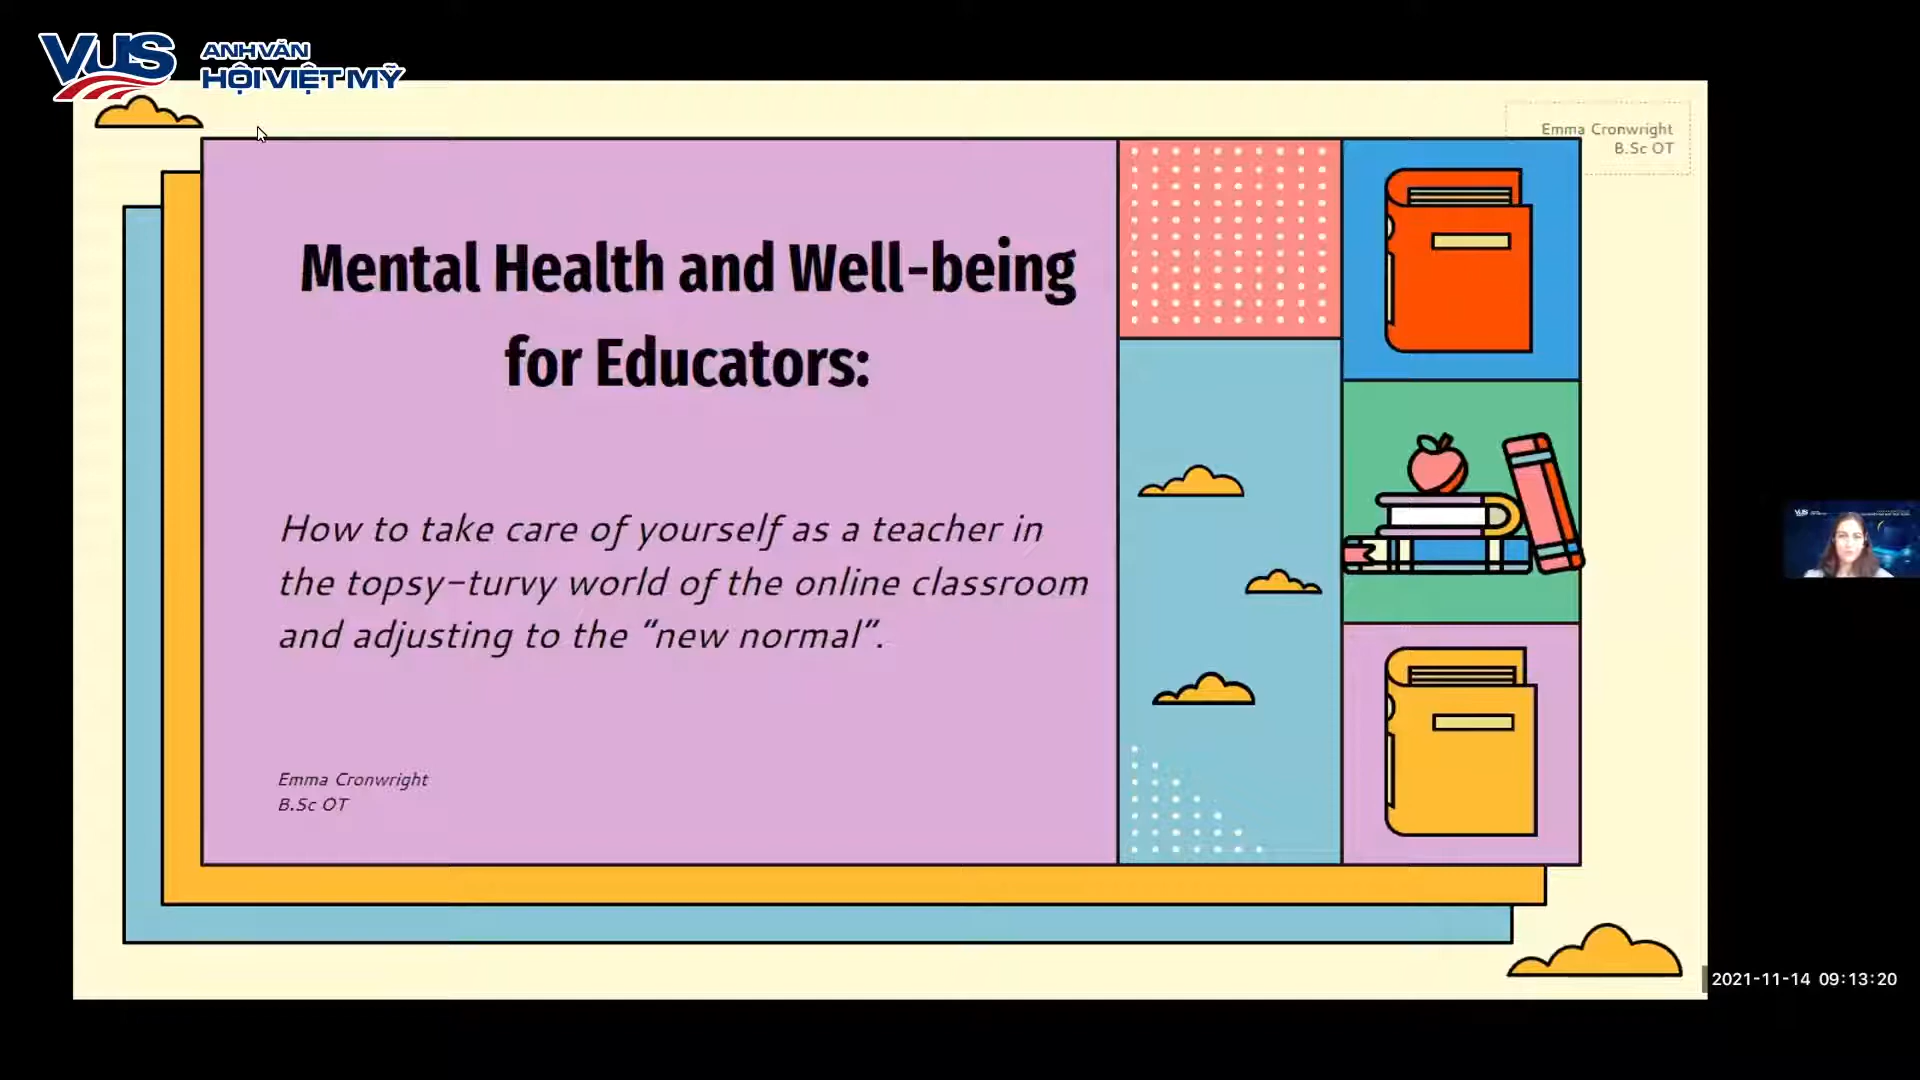 VUS
ANH VĂN
HỘI VIỆT MỸ
Emma Cronwright
B.Sc OT
Mental Health and Well-being
for Educators:
How to take care of yourself as a teacher in
the topsy-turvy world of the online classroom
and adjusting to the “new normal”.
Emma Cronwright
B.Sc OT
VUS
2021-11-14 09:13:20